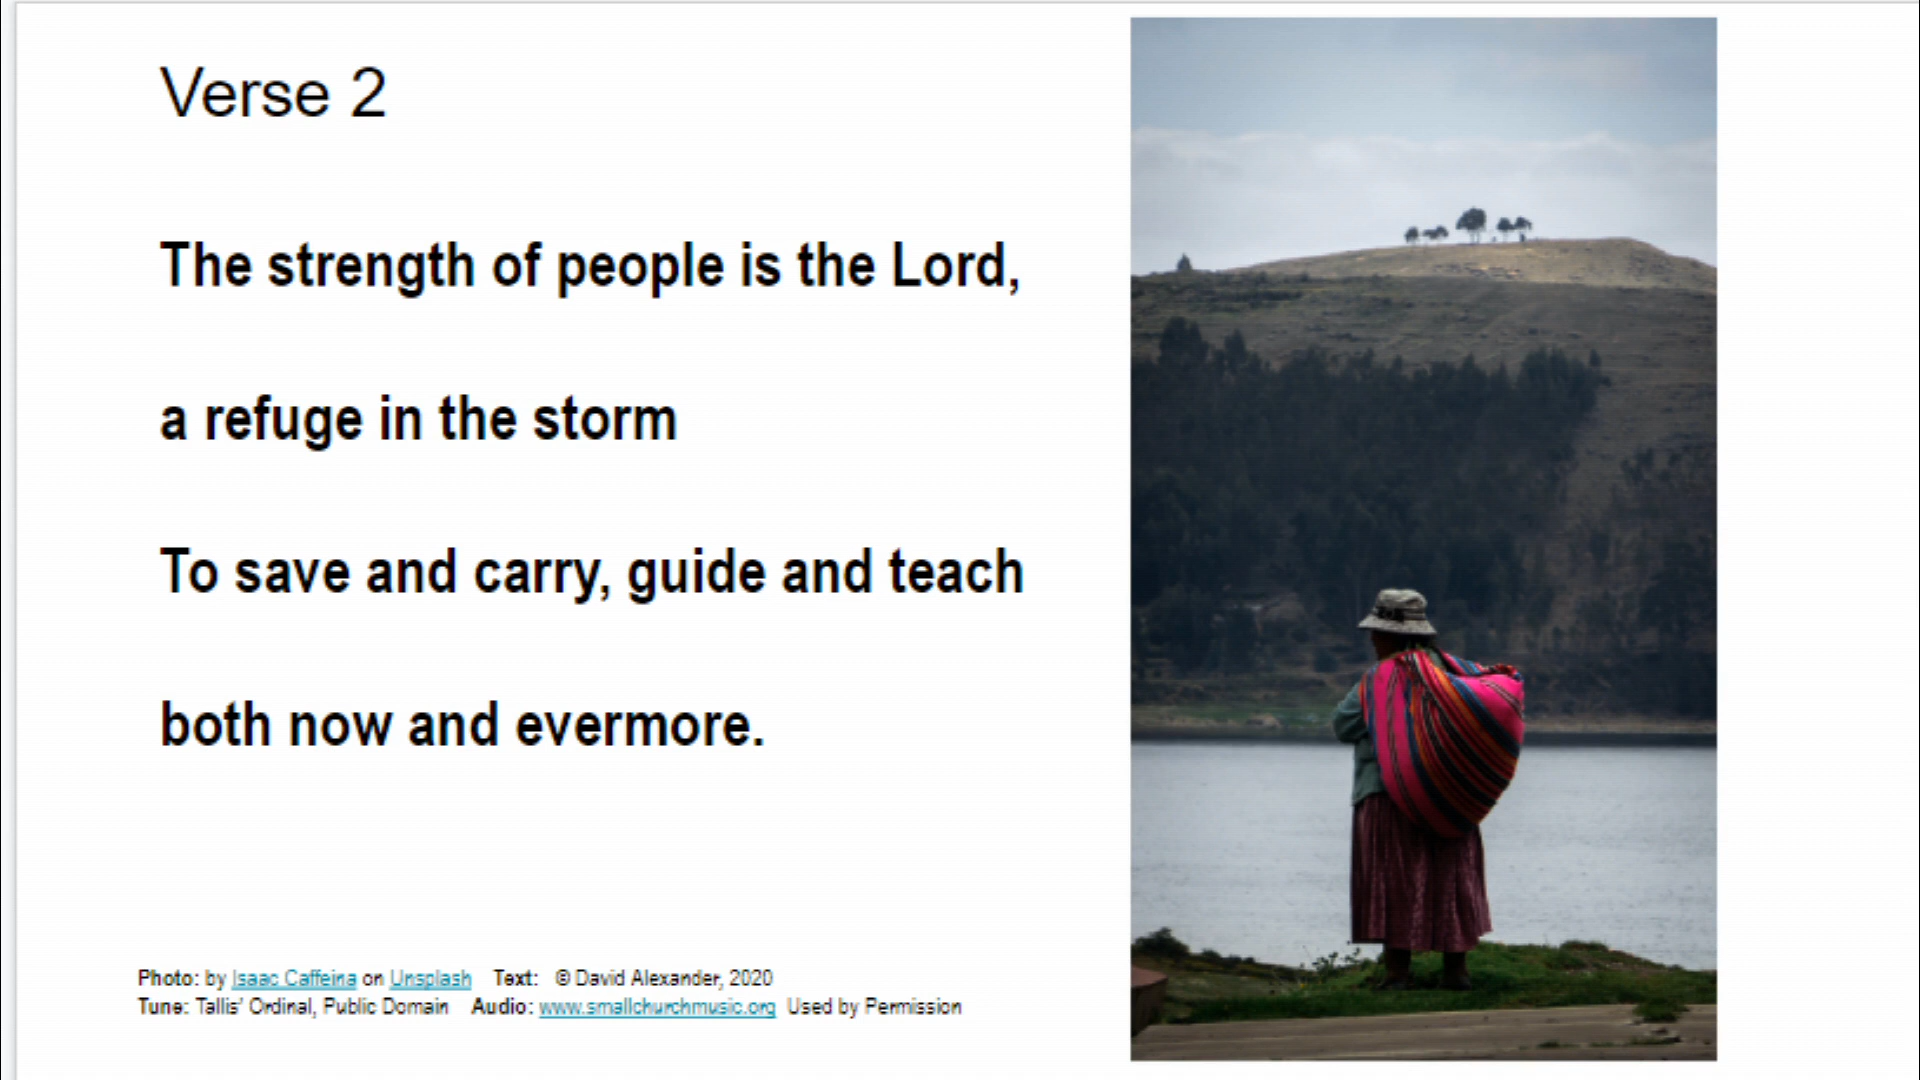 Verse 2
The strength of people is the Lord,
a refuge in the storm
To save and carry, guide and teach
both now and evermore.
Photo: by Isaac Caffeina on Unsplash Text: © David Alexander, 2020
Tune: Tallis' Ordinal, Public Domain Audio: www.smallchurchmusic.org Used by Permission